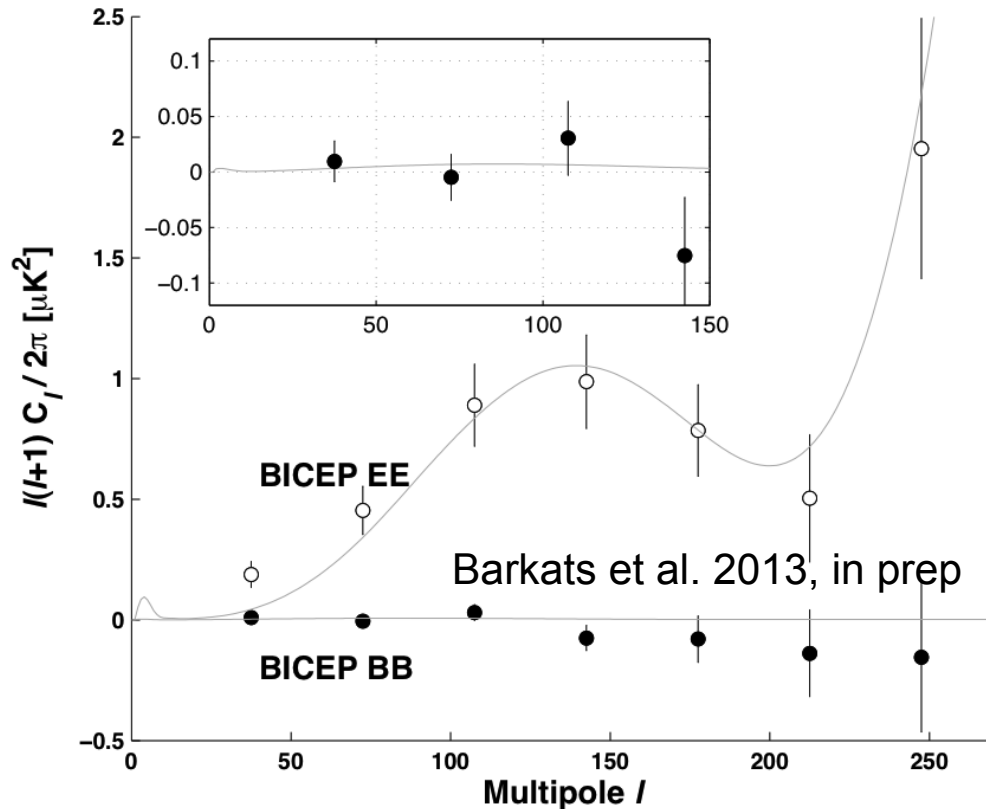 2.5
2
1.5
1
0.5
0
−0.5
l(l+1) C_l / 2π [μK²]
0.1
0.05
0
−0.05
−0.1
0 50 100 150
BICEP EE
Barkats et al. 2013, in prep
BICEP BB
0 50 100 150 200 250
Multipole l